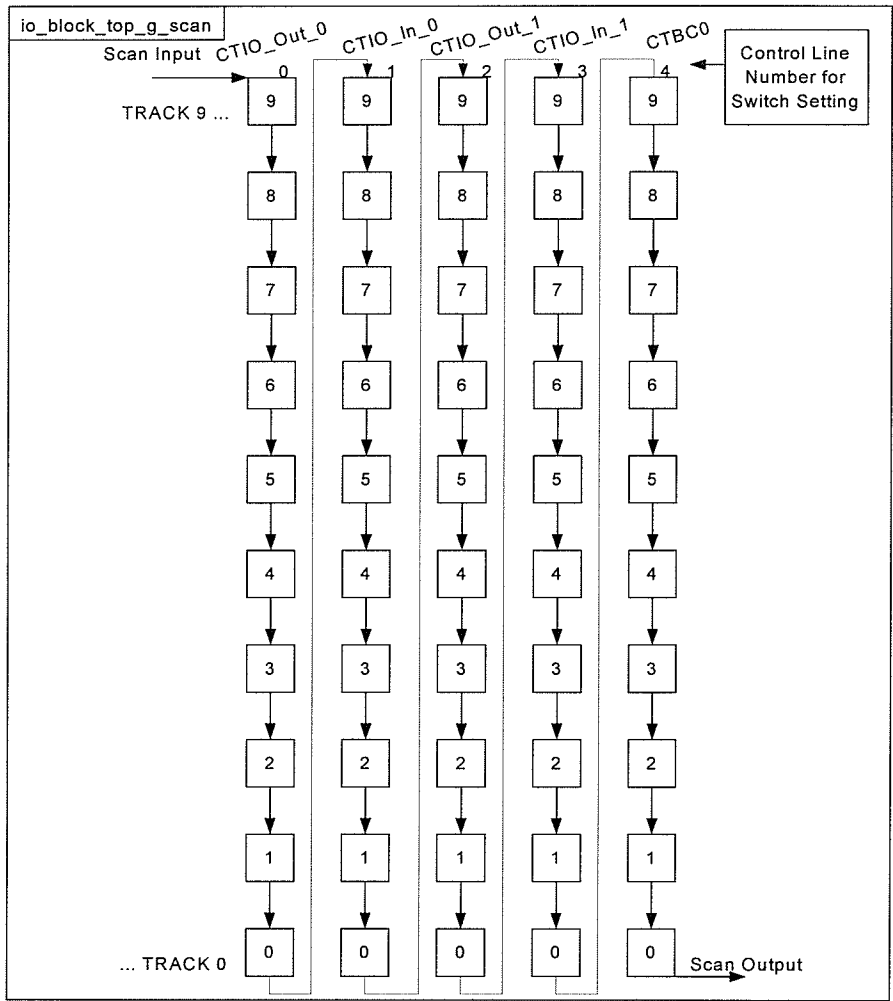 io_block_top_g_scan
Scan Input
CTIO_Out_0
CTIO_In_0
CTIO_Out_1
CTIO_In_1
CTBC0
Control Line
Number for
Switch Setting
0 1 2 3 4
TRACK 9 ...
9 9 9 9 9
8 8 8 8 8
7 7 7 7 7
6 6 6 6 6
5 5 5 5 5
4 4 4 4 4
3 3 3 3 3
2 2 2 2 2
1 1 1 1 1
... TRACK 0
0 0 0 0 0
Scan Output